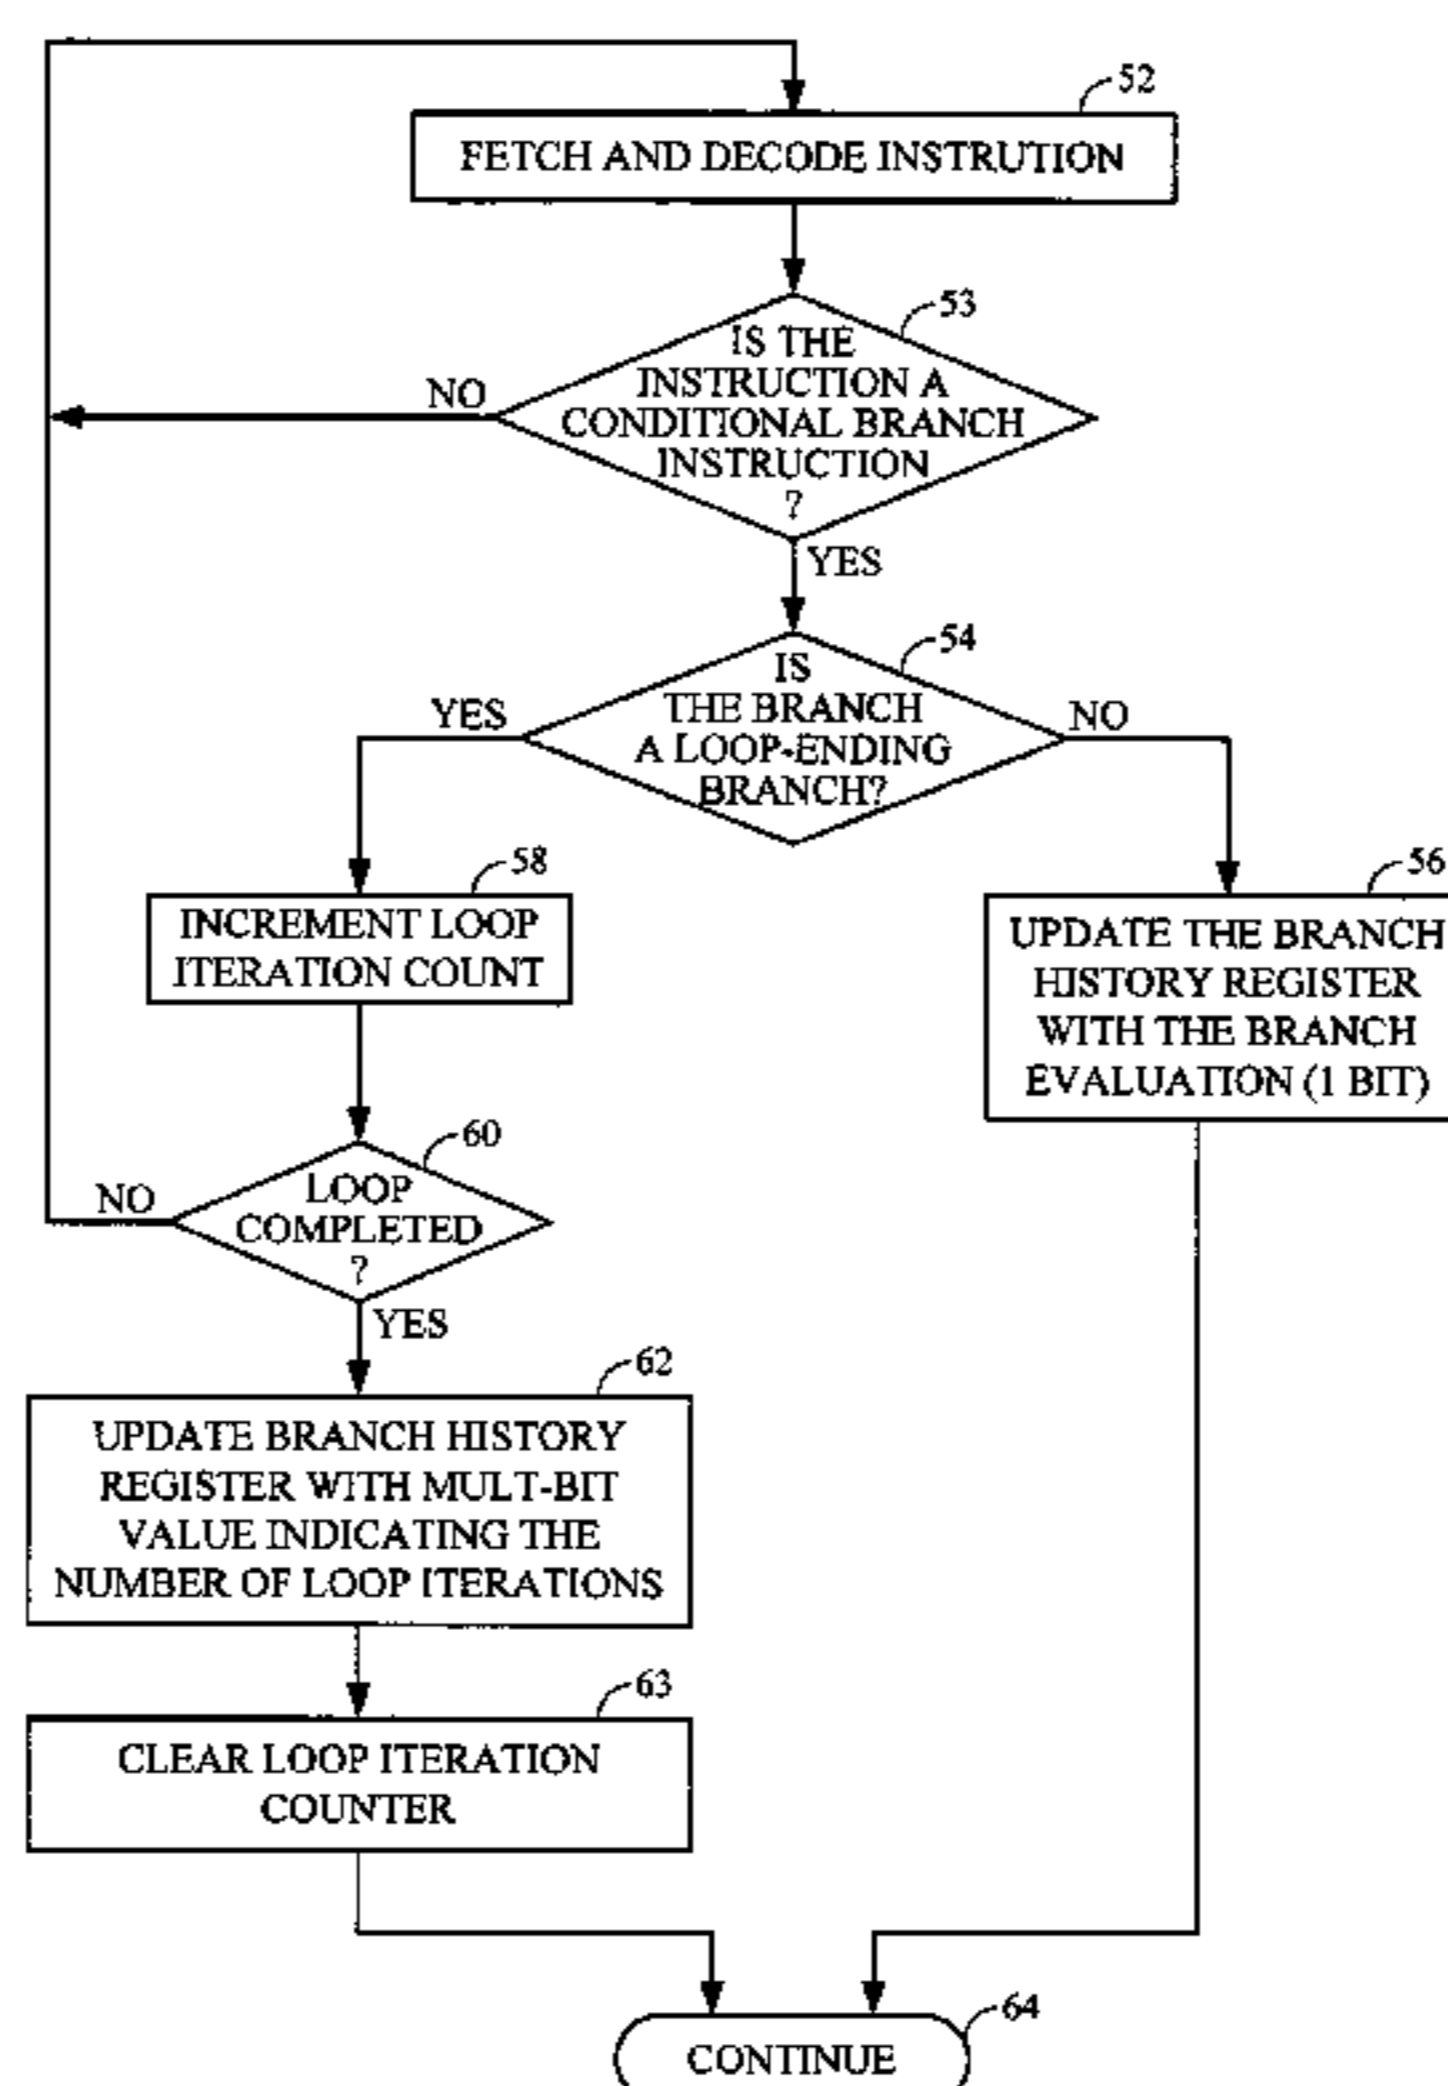 52
FETCH AND DECODE INSTRUTION
53
IS THE
INSTRUCTION A
CONDITIONAL BRANCH
INSTRUCTION
?
NO
YES
54
IS
THE BRANCH
A LOOP-ENDING
BRANCH?
YES
NO
58
INCREMENT LOOP
ITERATION COUNT
56
UPDATE THE BRANCH
HISTORY REGISTER
WITH THE BRANCH
EVALUATION (1 BIT)
60
LOOP
COMPLETED
?
NO
YES
62
UPDATE BRANCH HISTORY
REGISTER WITH MULT-BIT
VALUE INDICATING THE
NUMBER OF LOOP ITERATIONS
63
CLEAR LOOP ITERATION
COUNTER
64
CONTINUE